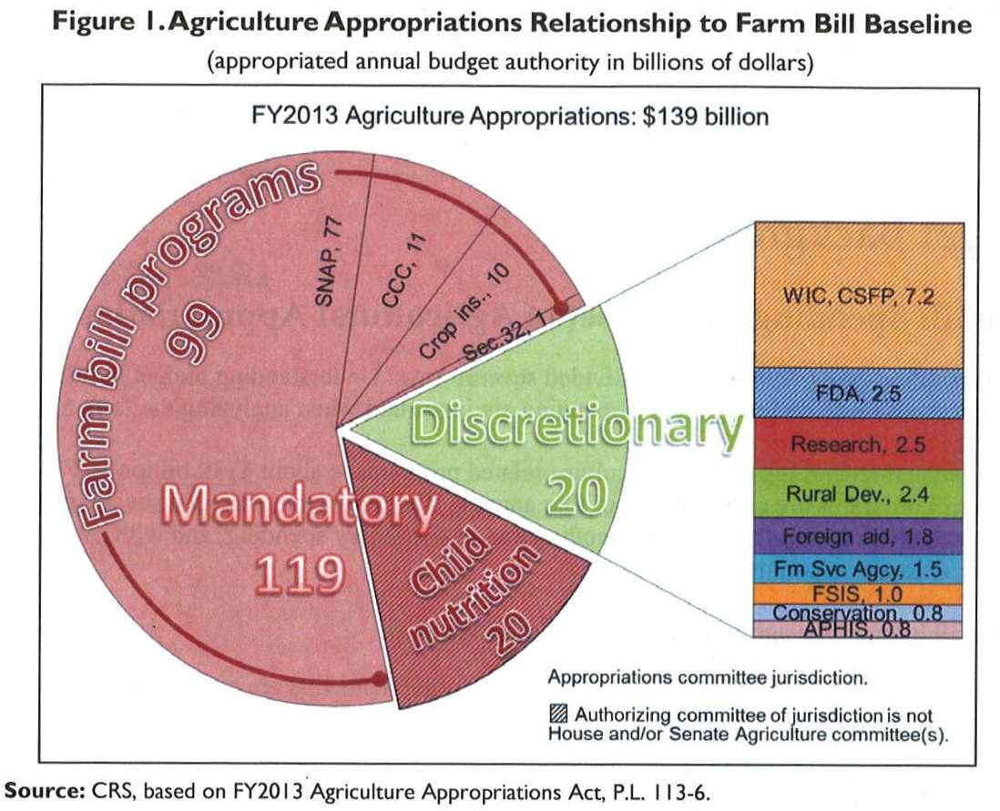 Figure 1. Agriculture Appropriations Relationship to Farm Bill Baseline
(appropriated annual budget authority in billions of dollars)
FY2013 Agriculture Appropriations: $139 billion
Farm bill programs
99
SNAP, 77
CCC, 11
Crop ins., 10
Sec.32, 1
Discretionary
20
Mandatory
119
Child
nutrition
20
WIC, CSFP, 7.2
FDA, 2.5
Research, 2.5
Rural Dev., 2.4
Foreign aid, 1.8
Fm Svc Agcy, 1.5
FSIS, 1.0
Conservation, 0.8
APHIS, 0.8
Appropriations committee jurisdiction.
Authorizing committee of jurisdiction is not
House and/or Senate Agriculture committee(s).
Source: CRS, based on FY2013 Agriculture Appropriations Act, P.L. 113-6.